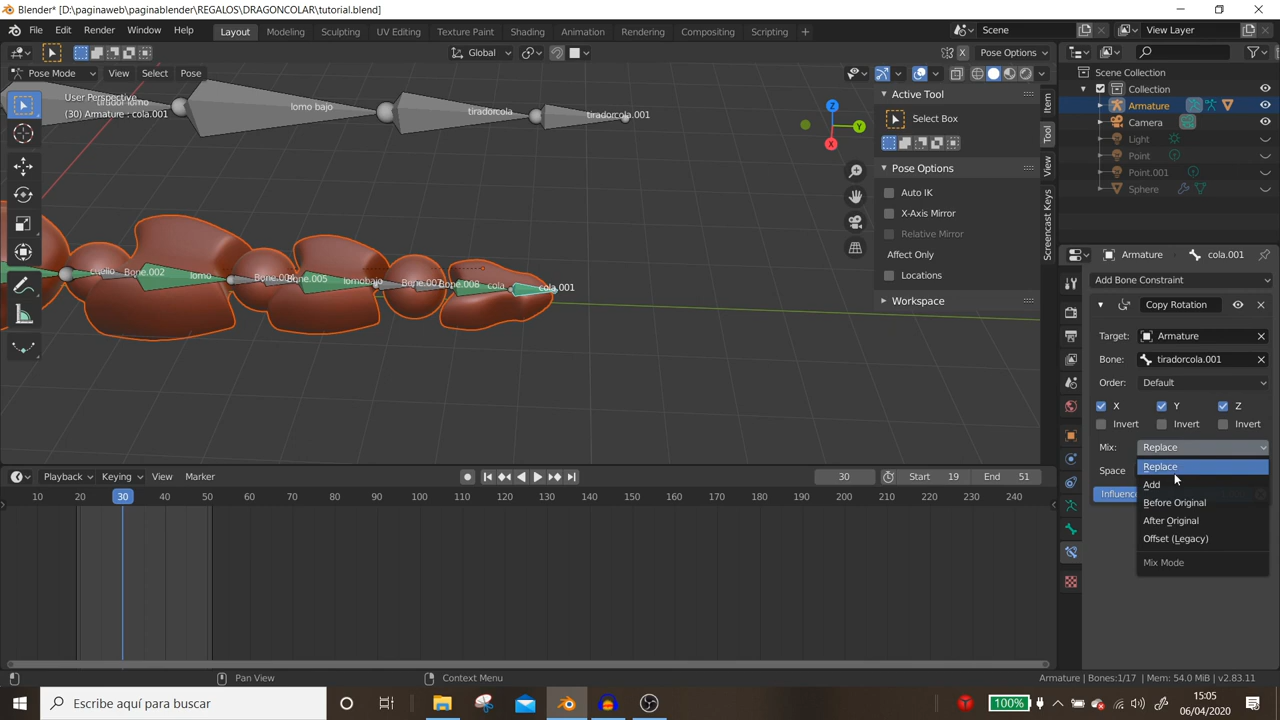 Blender* [D:\paginaweb\paginablender\REGALOS\DRAGONCOLAR\tutorial.blend]
File Edit Render Window Help Layout Modeling Sculpting UV Editing Texture Paint Shading Animation Rendering Compositing Scripting + Scene View Layer
Global Pose Options
Pose Mode View Select Pose
User Perspective
(30) Armature : cola.001
lomo bajo
tiradorcola
tiradorcola.001
cuello
Bone.002
lomo
Bone.005
lomobajo
Bone.008
cola
cola.001
Z
Y
X
Active Tool
Select Box
Pose Options
Auto IK
X-Axis Mirror
Relative Mirror
Affect Only
Locations
Workspace
Item
Tool
View
Screencast Keys
Scene Collection
Collection
Armature
Camera
Light
Point
Point.001
Sphere
Armature cola.001
Add Bone Constraint
Copy Rotation
Target: Armature
Bone: tiradorcola.001
Order: Default
X Y Z
Invert Invert Invert
Mix: Replace
Replace
Space
Add
Influence
Before Original
After Original
Offset (Legacy)
Mix Mode
Playback Keying View Marker 30 Start 19 End 51
10 20 30 40 50 60 70 80 90 100 110 120 130 140 150 160 170 180 190 200 210 220 230 240
Pan View Context Menu Armature | Bones:1/17 | Mem: 54.0 MiB | v2.83.11
Escribe aquí para buscar 100% 15:05
06/04/2020